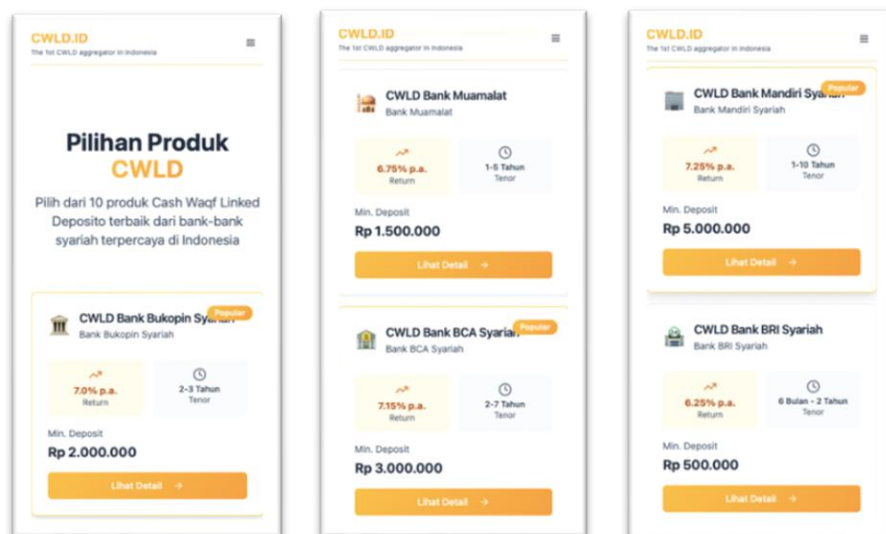 CWLD.ID
The 1st CWLD aggregator in Indonesia
Pilihan Produk
CWLD
Pilih dari 10 produk Cash Waqf Linked
Deposito terbaik dari bank-bank
syariah terpercaya di Indonesia
Popular
CWLD Bank Bukopin
Bank Bukopin Syariah
7.0% p.a.
Return
2-3 Tahun
Tenor
Min. Deposit
Rp 2.000.000
Lihat Detail →
CWLD.ID
The 1st CWLD aggregator in Indonesia
CWLD Bank Muamalat
Bank Muamalat
6.75% p.a.
Return
1-5 Tahun
Tenor
Min. Deposit
Rp 1.500.000
Lihat Detail →
Popular
CWLD Bank BCA Syariah
Bank BCA Syariah
7.15% p.a.
Return
2-7 Tahun
Tenor
Min. Deposit
Rp 3.000.000
Lihat Detail →
CWLD.ID
The 1st CWLD aggregator in Indonesia
Popular
CWLD Bank Mandiri
Bank Mandiri Syariah
7.25% p.a.
Return
1-10 Tahun
Tenor
Min. Deposit
Rp 5.000.000
Lihat Detail →
CWLD Bank BRI Syariah
Bank BRI Syariah
6.25% p.a.
Return
6 Bulan - 2 Tahun
Tenor
Min. Deposit
Rp 500.000
Lihat Detail →